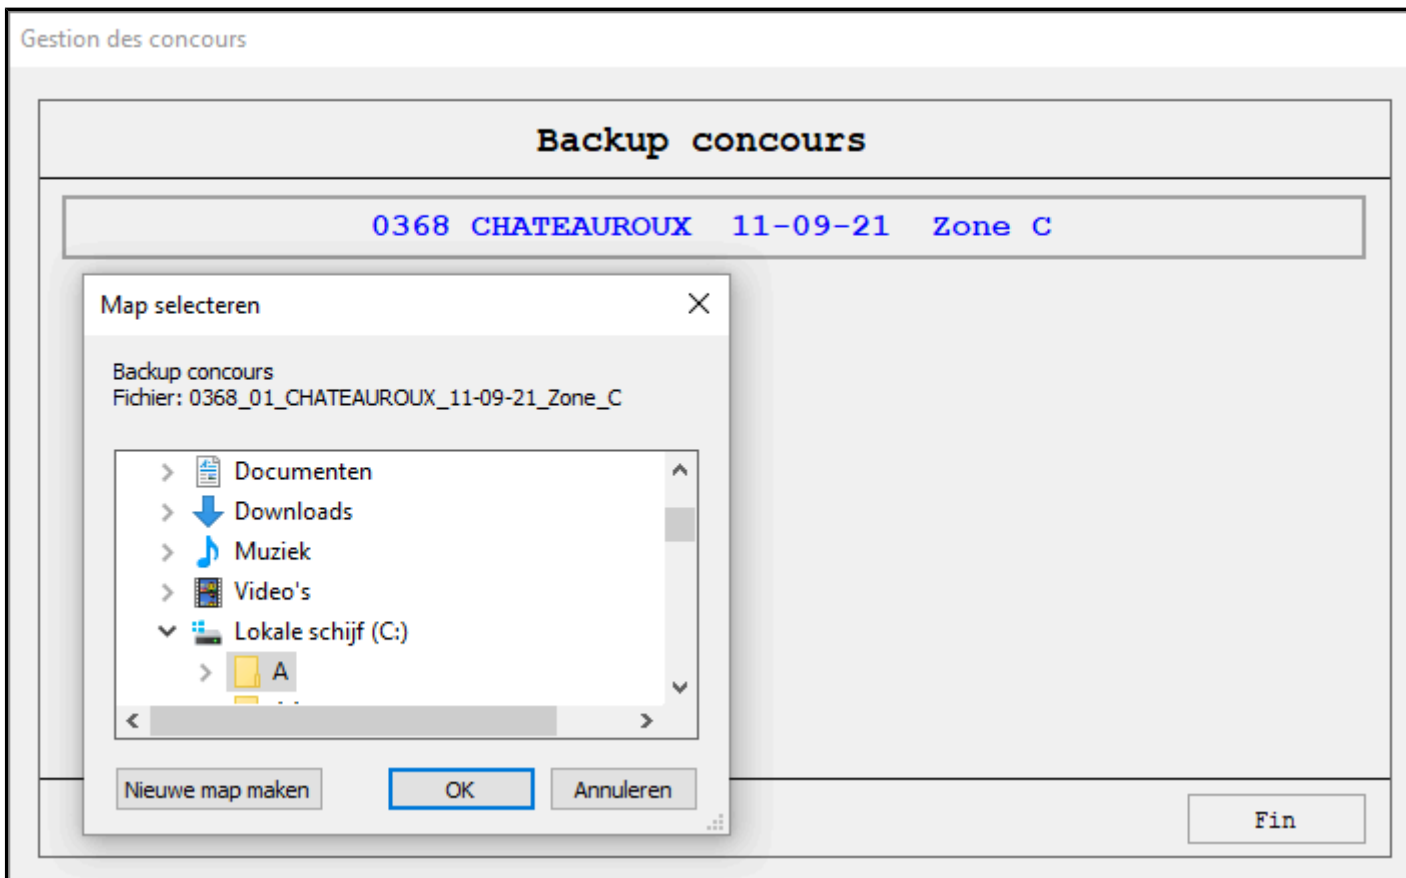 Gestion des concours
Backup concours
0368 CHATEAUROUX 11-09-21 Zone C
Map selecteren
Backup concours
Fichier: 0368_01_CHATEAUROUX_11-09-21_Zone_C
Documenten
Downloads
Muziek
Video's
Lokale schijf (C:)
A
Nieuwe map maken OK Annuleren
Fin